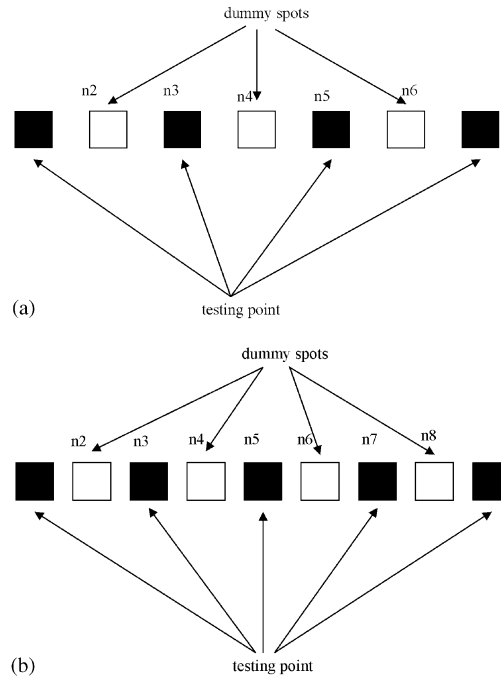 dummy spots
n2 n3 n4 n5 n6
(a)
testing point
dummy spots
n2 n3 n4 n5 n6 n7 n8
(b)
testing point